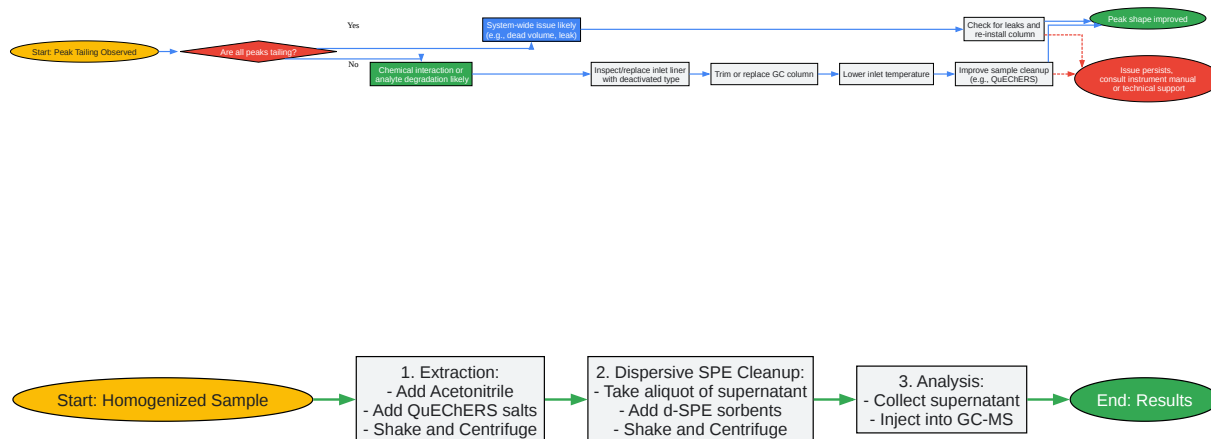 Start: Peak Tailing Observed
Are all peaks tailing?
Yes
No
System-wide issue likely
(e.g., dead volume, leak)
Chemical interaction or
analyte degradation likely
Check for leaks and
re-install column
Inspect/replace inlet liner
with deactivated type
Trim or replace GC column
Lower inlet temperature
Improve sample cleanup
(e.g., QuEChERS)
Peak shape improved
Issue persists,
consult instrument manual
or technical support
Start: Homogenized Sample
1. Extraction:
- Add Acetonitrile
- Add QuEChERS salts
- Shake and Centrifuge
2. Dispersive SPE Cleanup:
- Take aliquot of supernatant
- Add d-SPE sorbents
- Shake and Centrifuge
3. Analysis:
- Collect supernatant
- Inject into GC-MS
End: Results